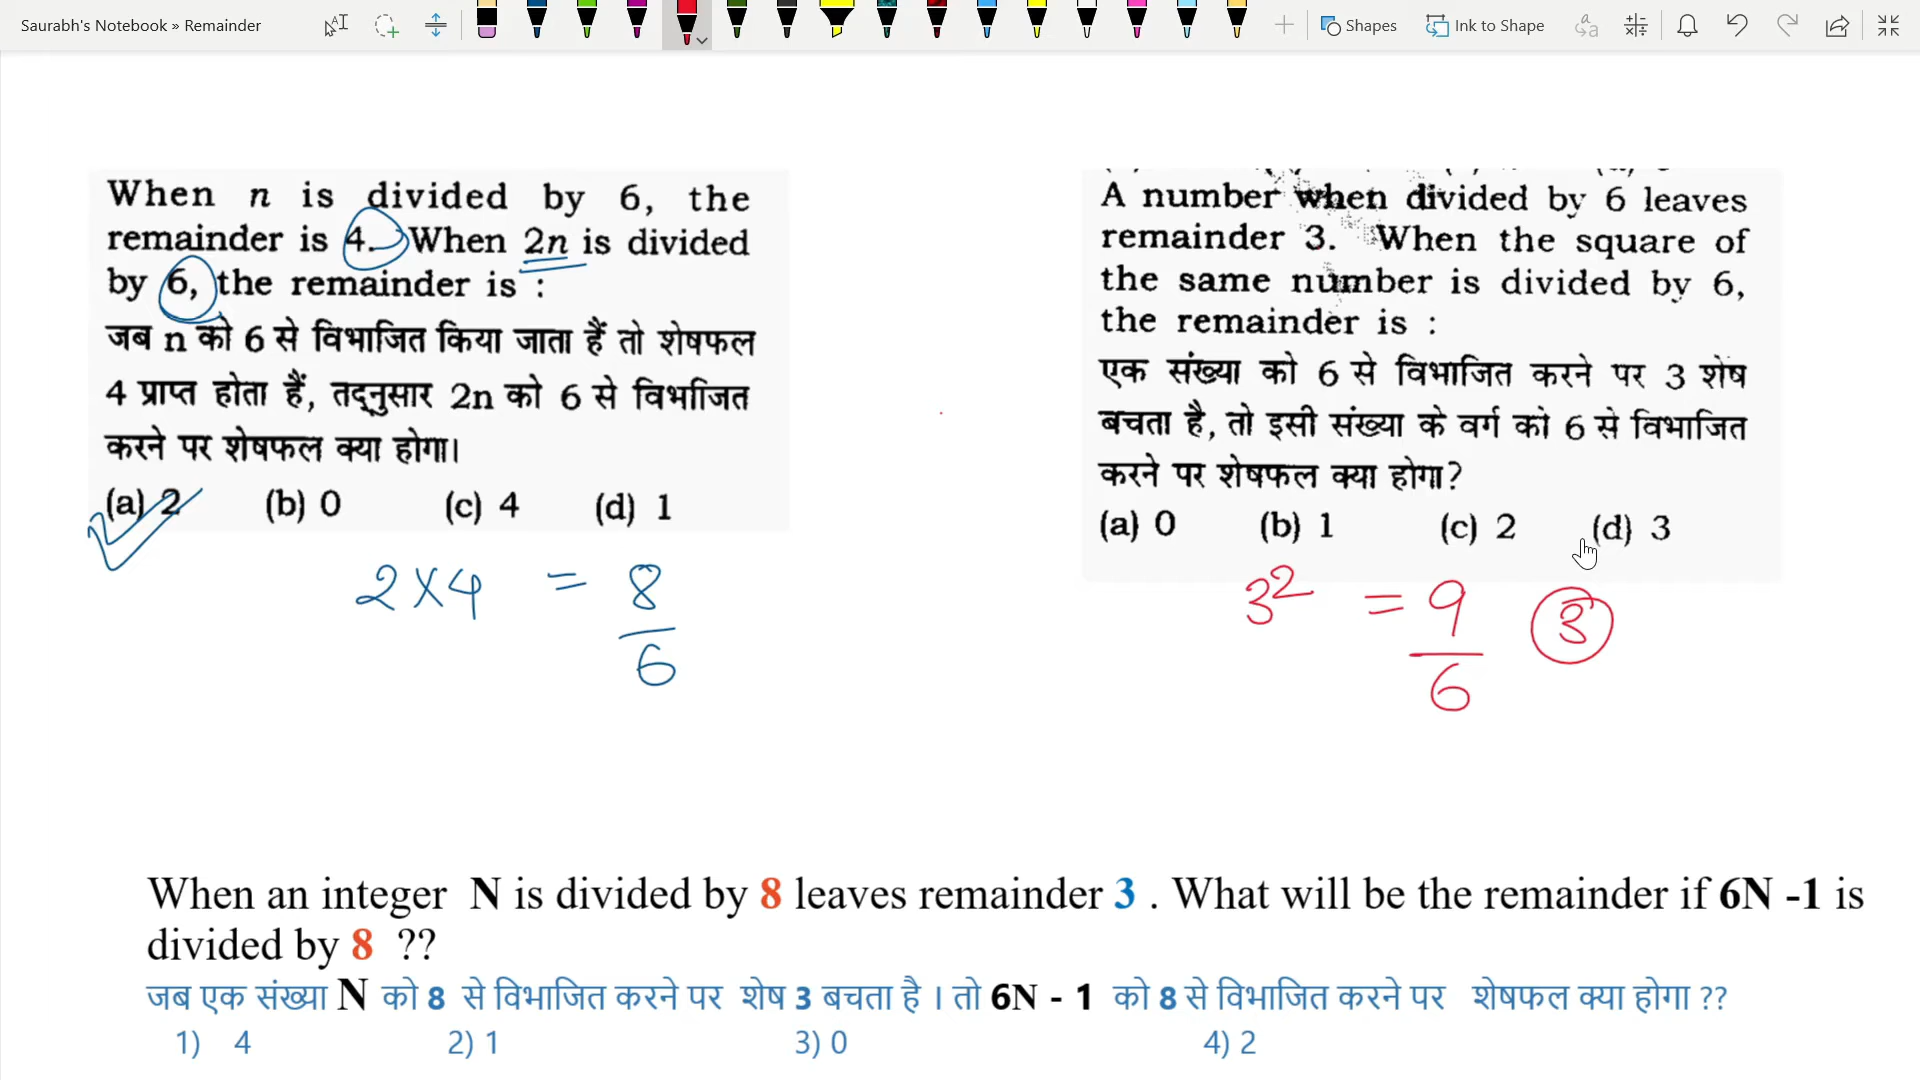 Saurabh's Notebook » Remainder
Shapes
Ink to Shape
When n is divided by 6, the
remainder is 4. When 2n is divided
by 6, the remainder is :
जब n को 6 से विभाजित किया जाता हैं तो शेषफल
4 प्राप्त होता हैं, तद्नुसार 2n को 6 से विभाजित
करने पर शेषफल क्या होगा।
(a) 2 (b) 0 (c) 4 (d) 1
2 × 4 = 8
6
A number when divided by 6 leaves
remainder 3. When the square of
the same number is divided by 6,
the remainder is :
एक संख्या को 6 से विभाजित करने पर 3 शेष
बचता है, तो इसी संख्या के वर्ग को 6 से विभाजित
करने पर शेषफल क्या होगा?
(a) 0 (b) 1 (c) 2 (d) 3
3² = 9 3
6
When an integer N is divided by 8 leaves remainder 3 . What will be the remainder if 6N -1 is
divided by 8 ??
जब एक संख्या N को 8 से विभाजित करने पर शेष 3 बचता है । तो 6N - 1 को 8 से विभाजित करने पर शेषफल क्या होगा ??
1) 4 2) 1 3) 0 4) 2